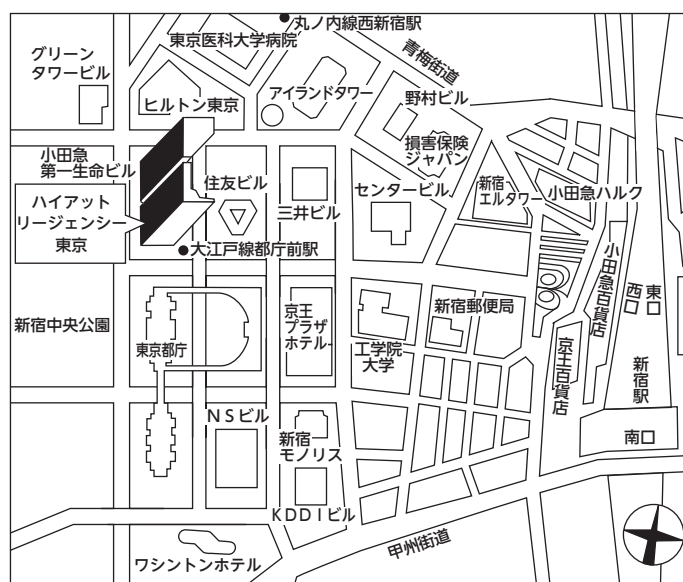 丸ノ内線西新宿駅
東京医科大学病院
青梅街道
グリーン
タワービル
アイランドタワー
野村ビル
ヒルトン東京
損害保険
ジャパン
小田急
第一生命ビル
住友ビル
センタービル
新宿
エルタワー
小田急ハルク
ハイアット
リージェンシー
東京
三井ビル
大江戸線都庁前駅
小田急百貨店
西口
東口
新宿中央公園
東京都庁
京王
プラザ
ホテル
新宿郵便局
工学院
大学
京王百貨店
新宿駅
NSビル
新宿
モノリス
南口
KDDIビル
甲州街道
ワシントンホテル